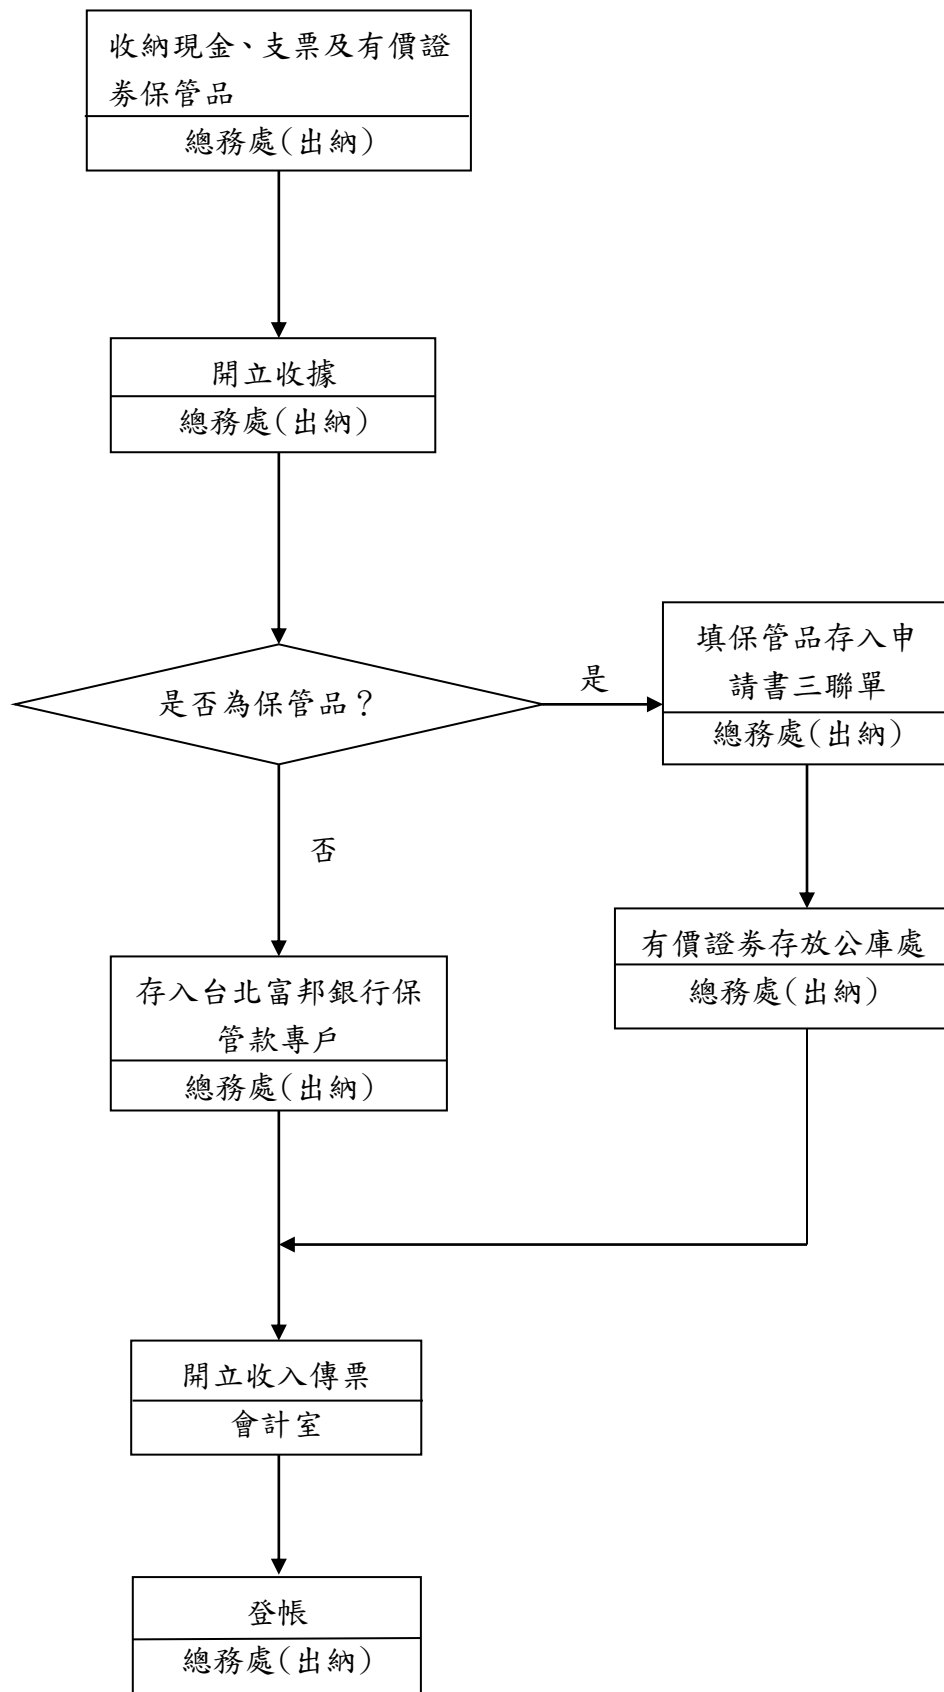 收納現金、支票及有價證
券保管品
總務處(出納)
開立收據
總務處(出納)
是否為保管品？
是
填保管品存入申
請書三聯單
總務處(出納)
否
有價證券存放公庫處
總務處(出納)
存入台北富邦銀行保
管款專戶
總務處(出納)
開立收入傳票
會計室
登帳
總務處(出納)